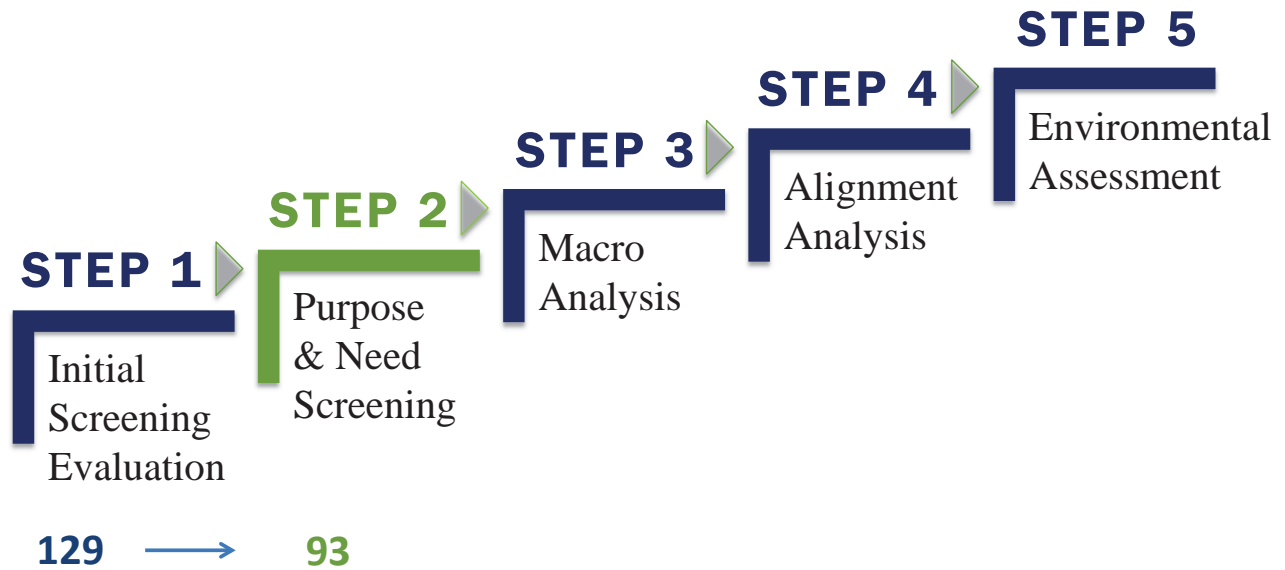 STEP 1
Initial
Screening
Evaluation
STEP 2
Purpose
& Need
Screening
STEP 3
Macro
Analysis
STEP 4
Alignment
Analysis
STEP 5
Environmental
Assessment
129
93